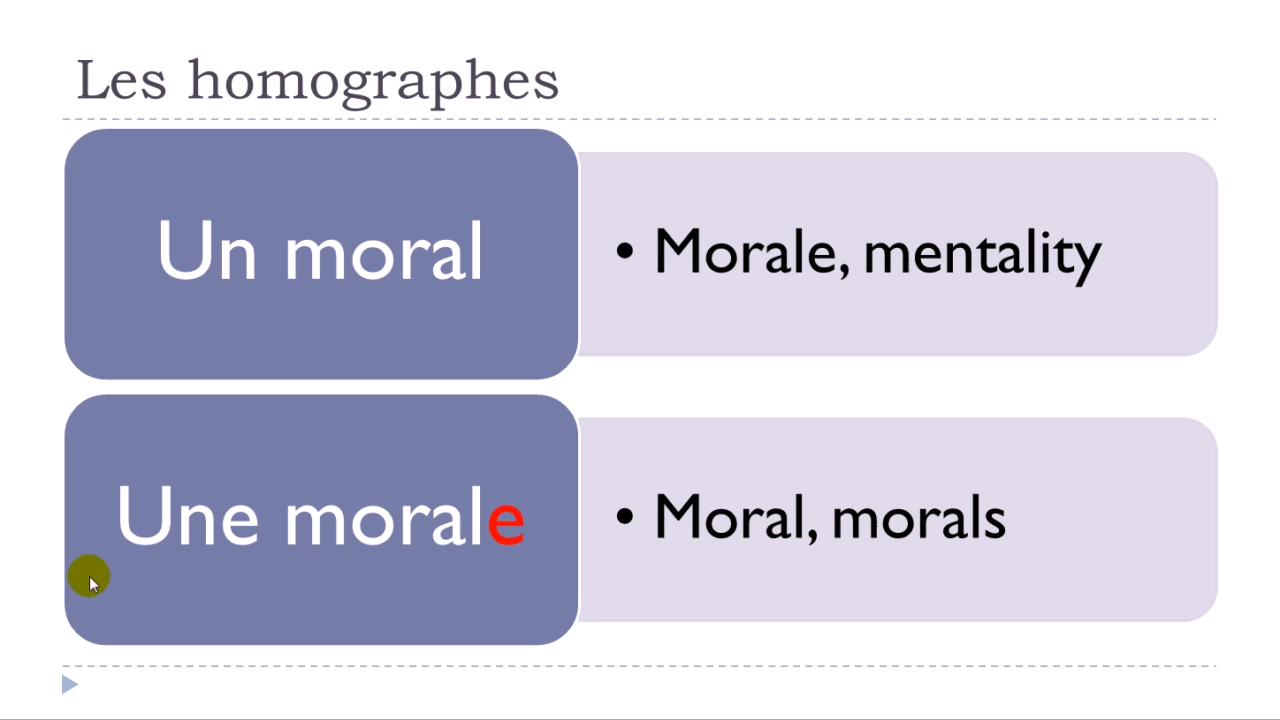 Les homographes
Un moral
• Morale, mentality
Une morale
• Moral, morals